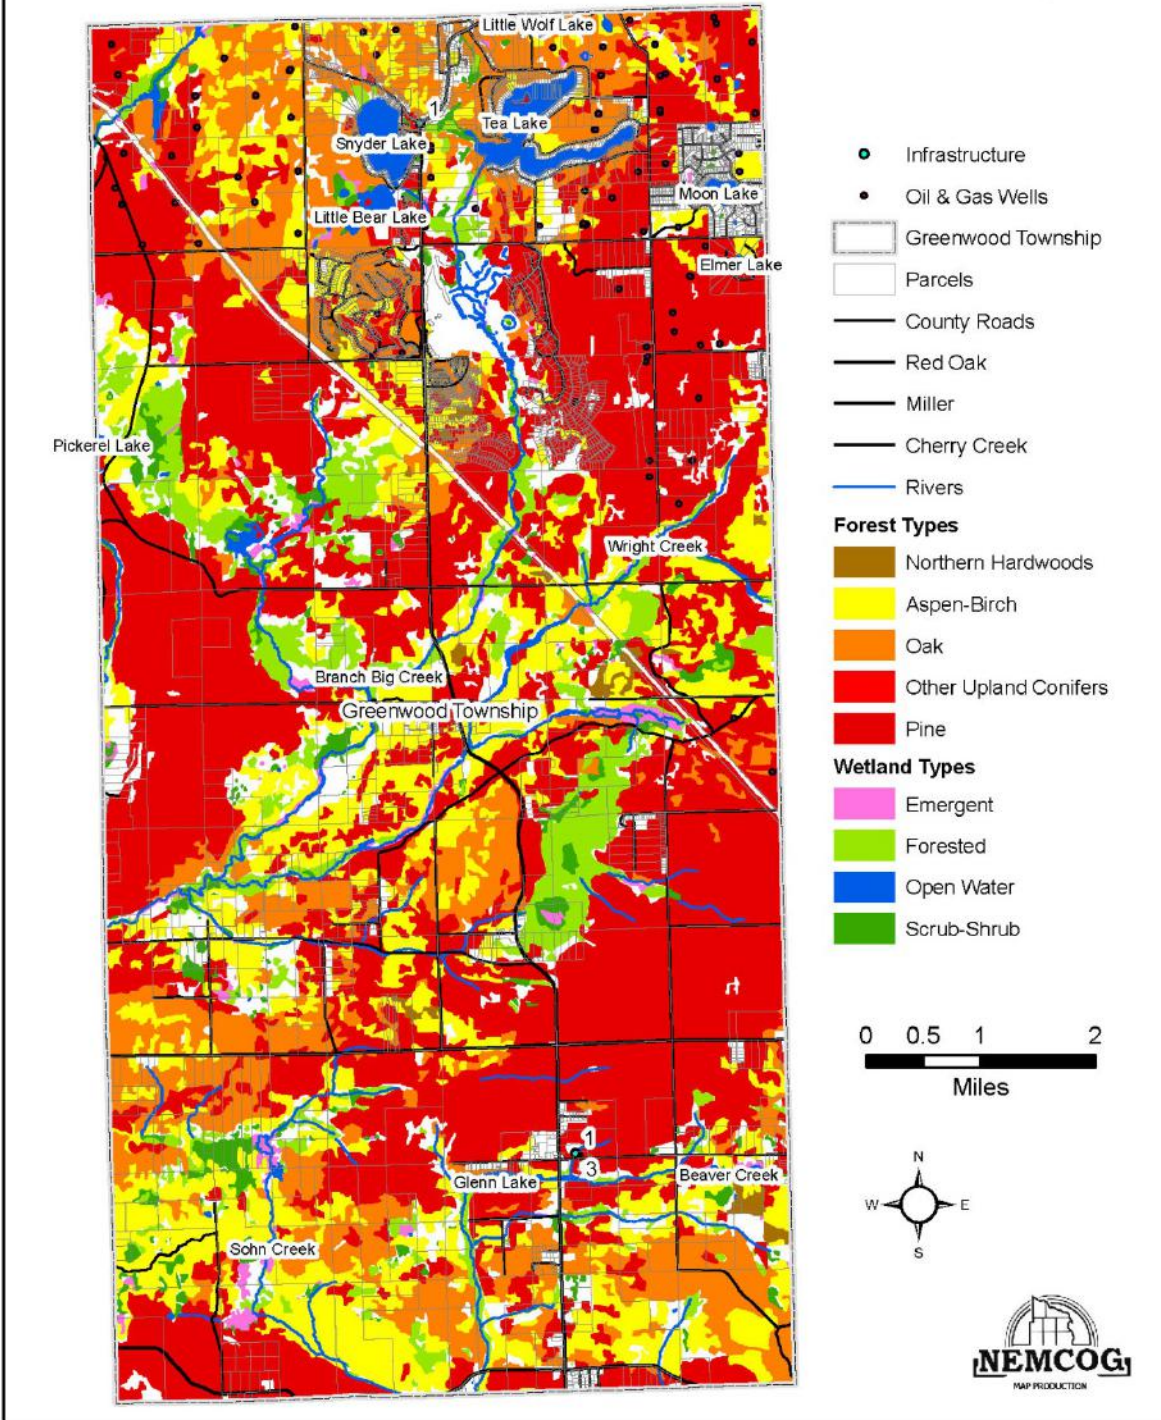 Little Wolf Lake
1
Tea Lake
Snyder Lake
Moon Lake
Little Bear Lake
Elmer Lake
Pickerel Lake
Wright Creek
Branch Big Creek
Greenwood Township
1
3
Glenn Lake
Beaver Creek
Sohn Creek
Infrastructure
Oil & Gas Wells
Greenwood Township
Parcels
County Roads
Red Oak
Miller
Cherry Creek
Rivers
Forest Types
Northern Hardwoods
Aspen-Birch
Oak
Other Upland Conifers
Pine
Wetland Types
Emergent
Forested
Open Water
Scrub-Shrub
0 0.5 1 2
Miles
N
W E
S
NEMCOG
MAP PRODUCTION